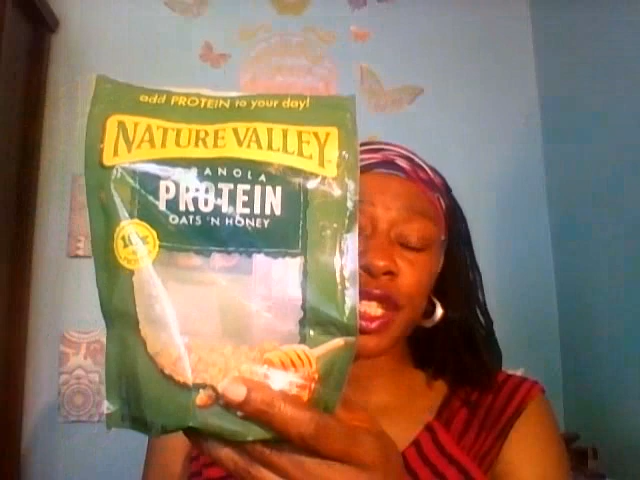 add PROTEIN to your day!
NATURE VALLEY
GRANOLA
PROTEIN
OATS 'N HONEY